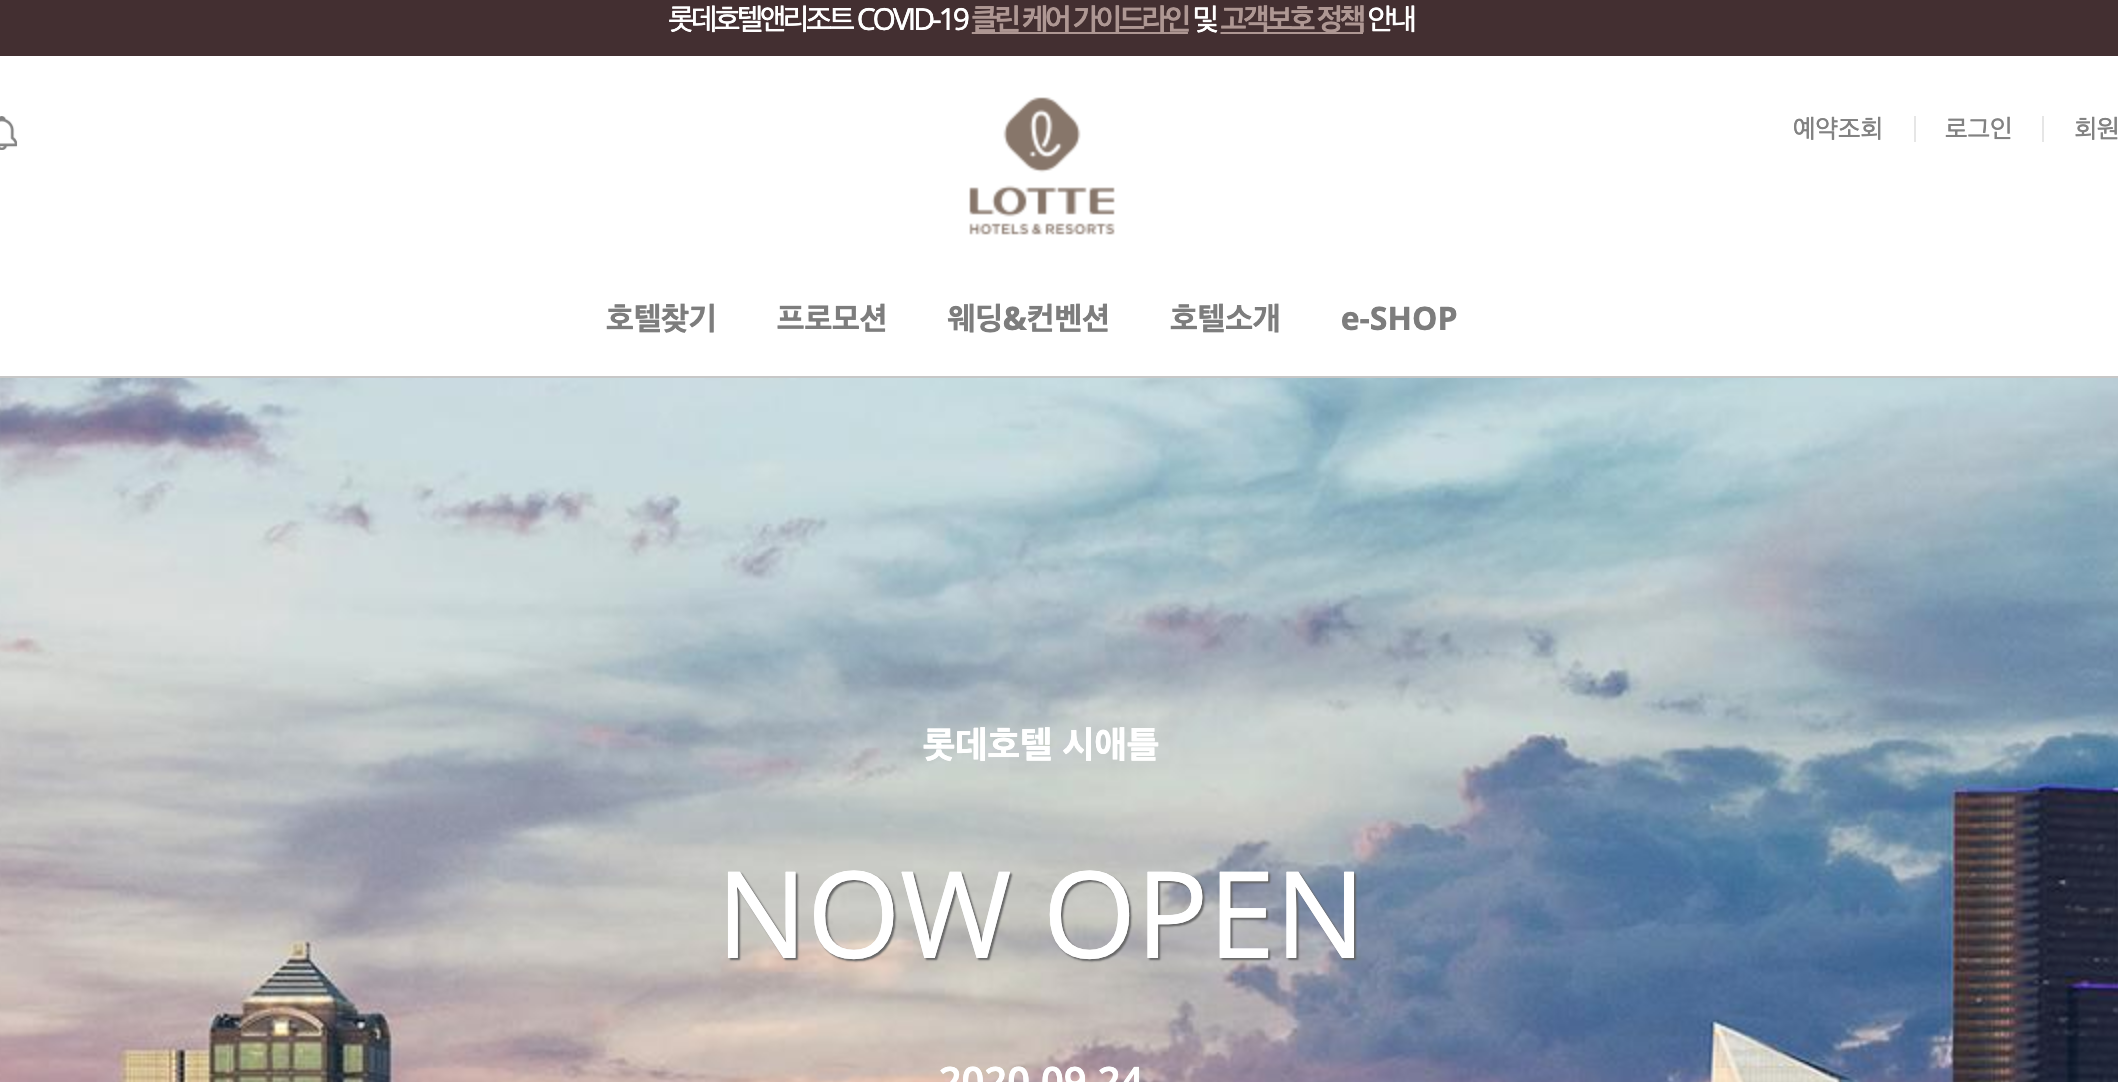 롯데호텔앤리조트 COVID-19 클린 케어 가이드라인 및 고객보호 정책 안내
예약조회
로그인
회원
LOTTE
HOTELS & RESORTS
호텔찾기 프로모션 웨딩&컨벤션 호텔소개 e-SHOP
롯데호텔 시애틀
NOW OPEN
2020.09.24